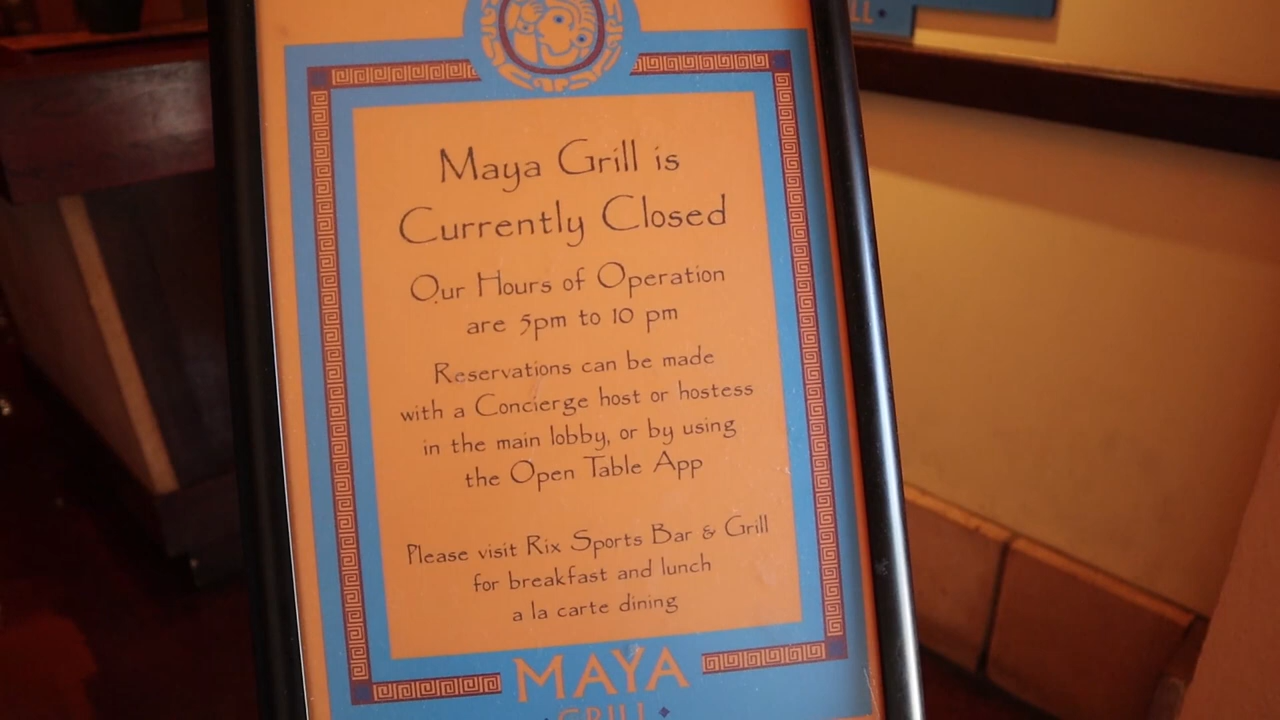 LL
Maya Grill is
Currently Closed
Our Hours of Operation
are 5pm to 10 pm
Reservations can be made
with a Concierge host or hostess
in the main lobby, or by using
the Open Table App
Please visit Rix Sports Bar & Grill
for breakfast and lunch
a la carte dining
MAYA
GRILL